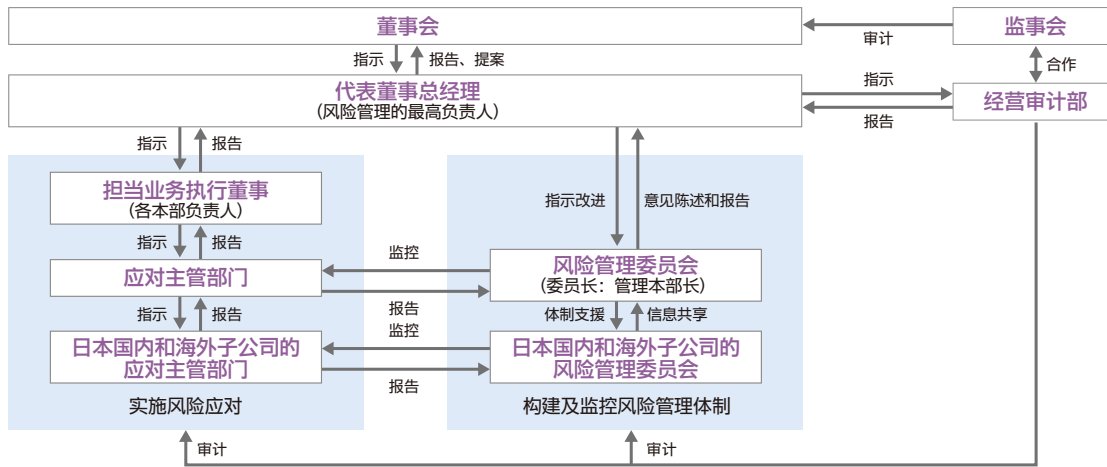 董事会
监事会
审计
指示
报告、提案
合作
代表董事总经理
(风险管理的最高负责人)
指示
经营审计部
报告
指示
报告
担当业务执行董事
(各本部负责人)
指示改进
意见陈述和报告
指示
报告
监控
应对主管部门
风险管理委员会
(委员长：管理本部长)
报告
指示
报告
体制支援
信息共享
监控
日本国内和海外子公司的
应对主管部门
日本国内和海外子公司的
风险管理委员会
报告
实施风险应对
构建及监控风险管理体制
审计
审计